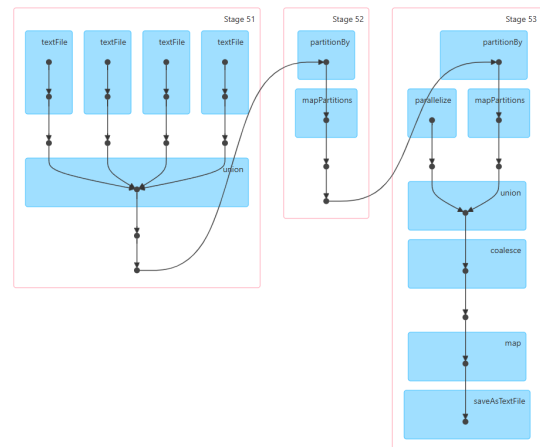 Stage 51
textFile
textFile
textFile
textFile
union
Stage 52
partitionBy
mapPartitions
Stage 53
partitionBy
parallelize
mapPartitions
union
coalesce
map
saveAsTextFile